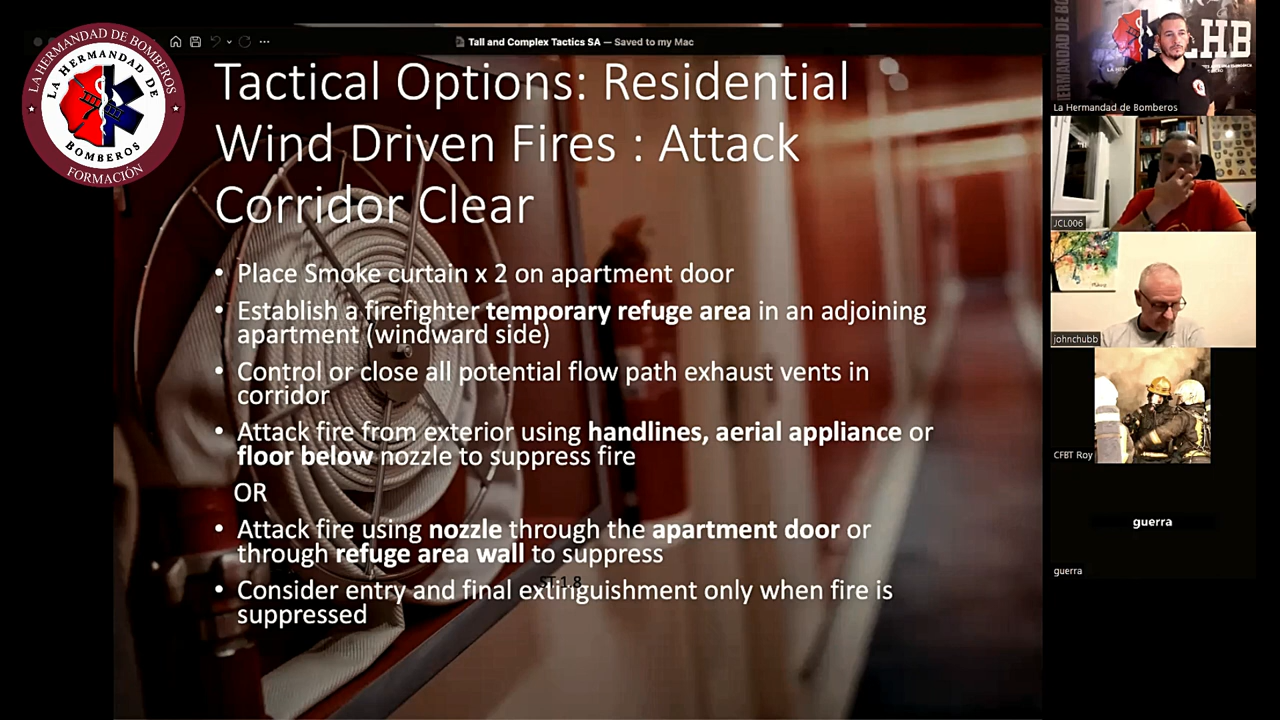 LA HERMANDAD DE BOMBEROS
LA HERMANDAD DE
BOMBEROS
FORMACIÓN
Tall and Complex Tactics SA — Saved to my Mac
Tactical Options: Residential
Wind Driven Fires : Attack
Corridor Clear
• Place Smoke curtain x 2 on apartment door
• Establish a firefighter temporary refuge area in an adjoining
apartment (windward side)
• Control or close all potential flow path exhaust vents in
corridor
• Attack fire from exterior using handlines, aerial appliance or
floor below nozzle to suppress fire
OR
• Attack fire using nozzle through the apartment door or
through refuge area wall to suppress
• Consider entry and final extinguishment only when fire is
suppressed
LHB
La Hermandad de Bomberos
JCL006
johnchubb
CFBT Roy
guerra
guerra